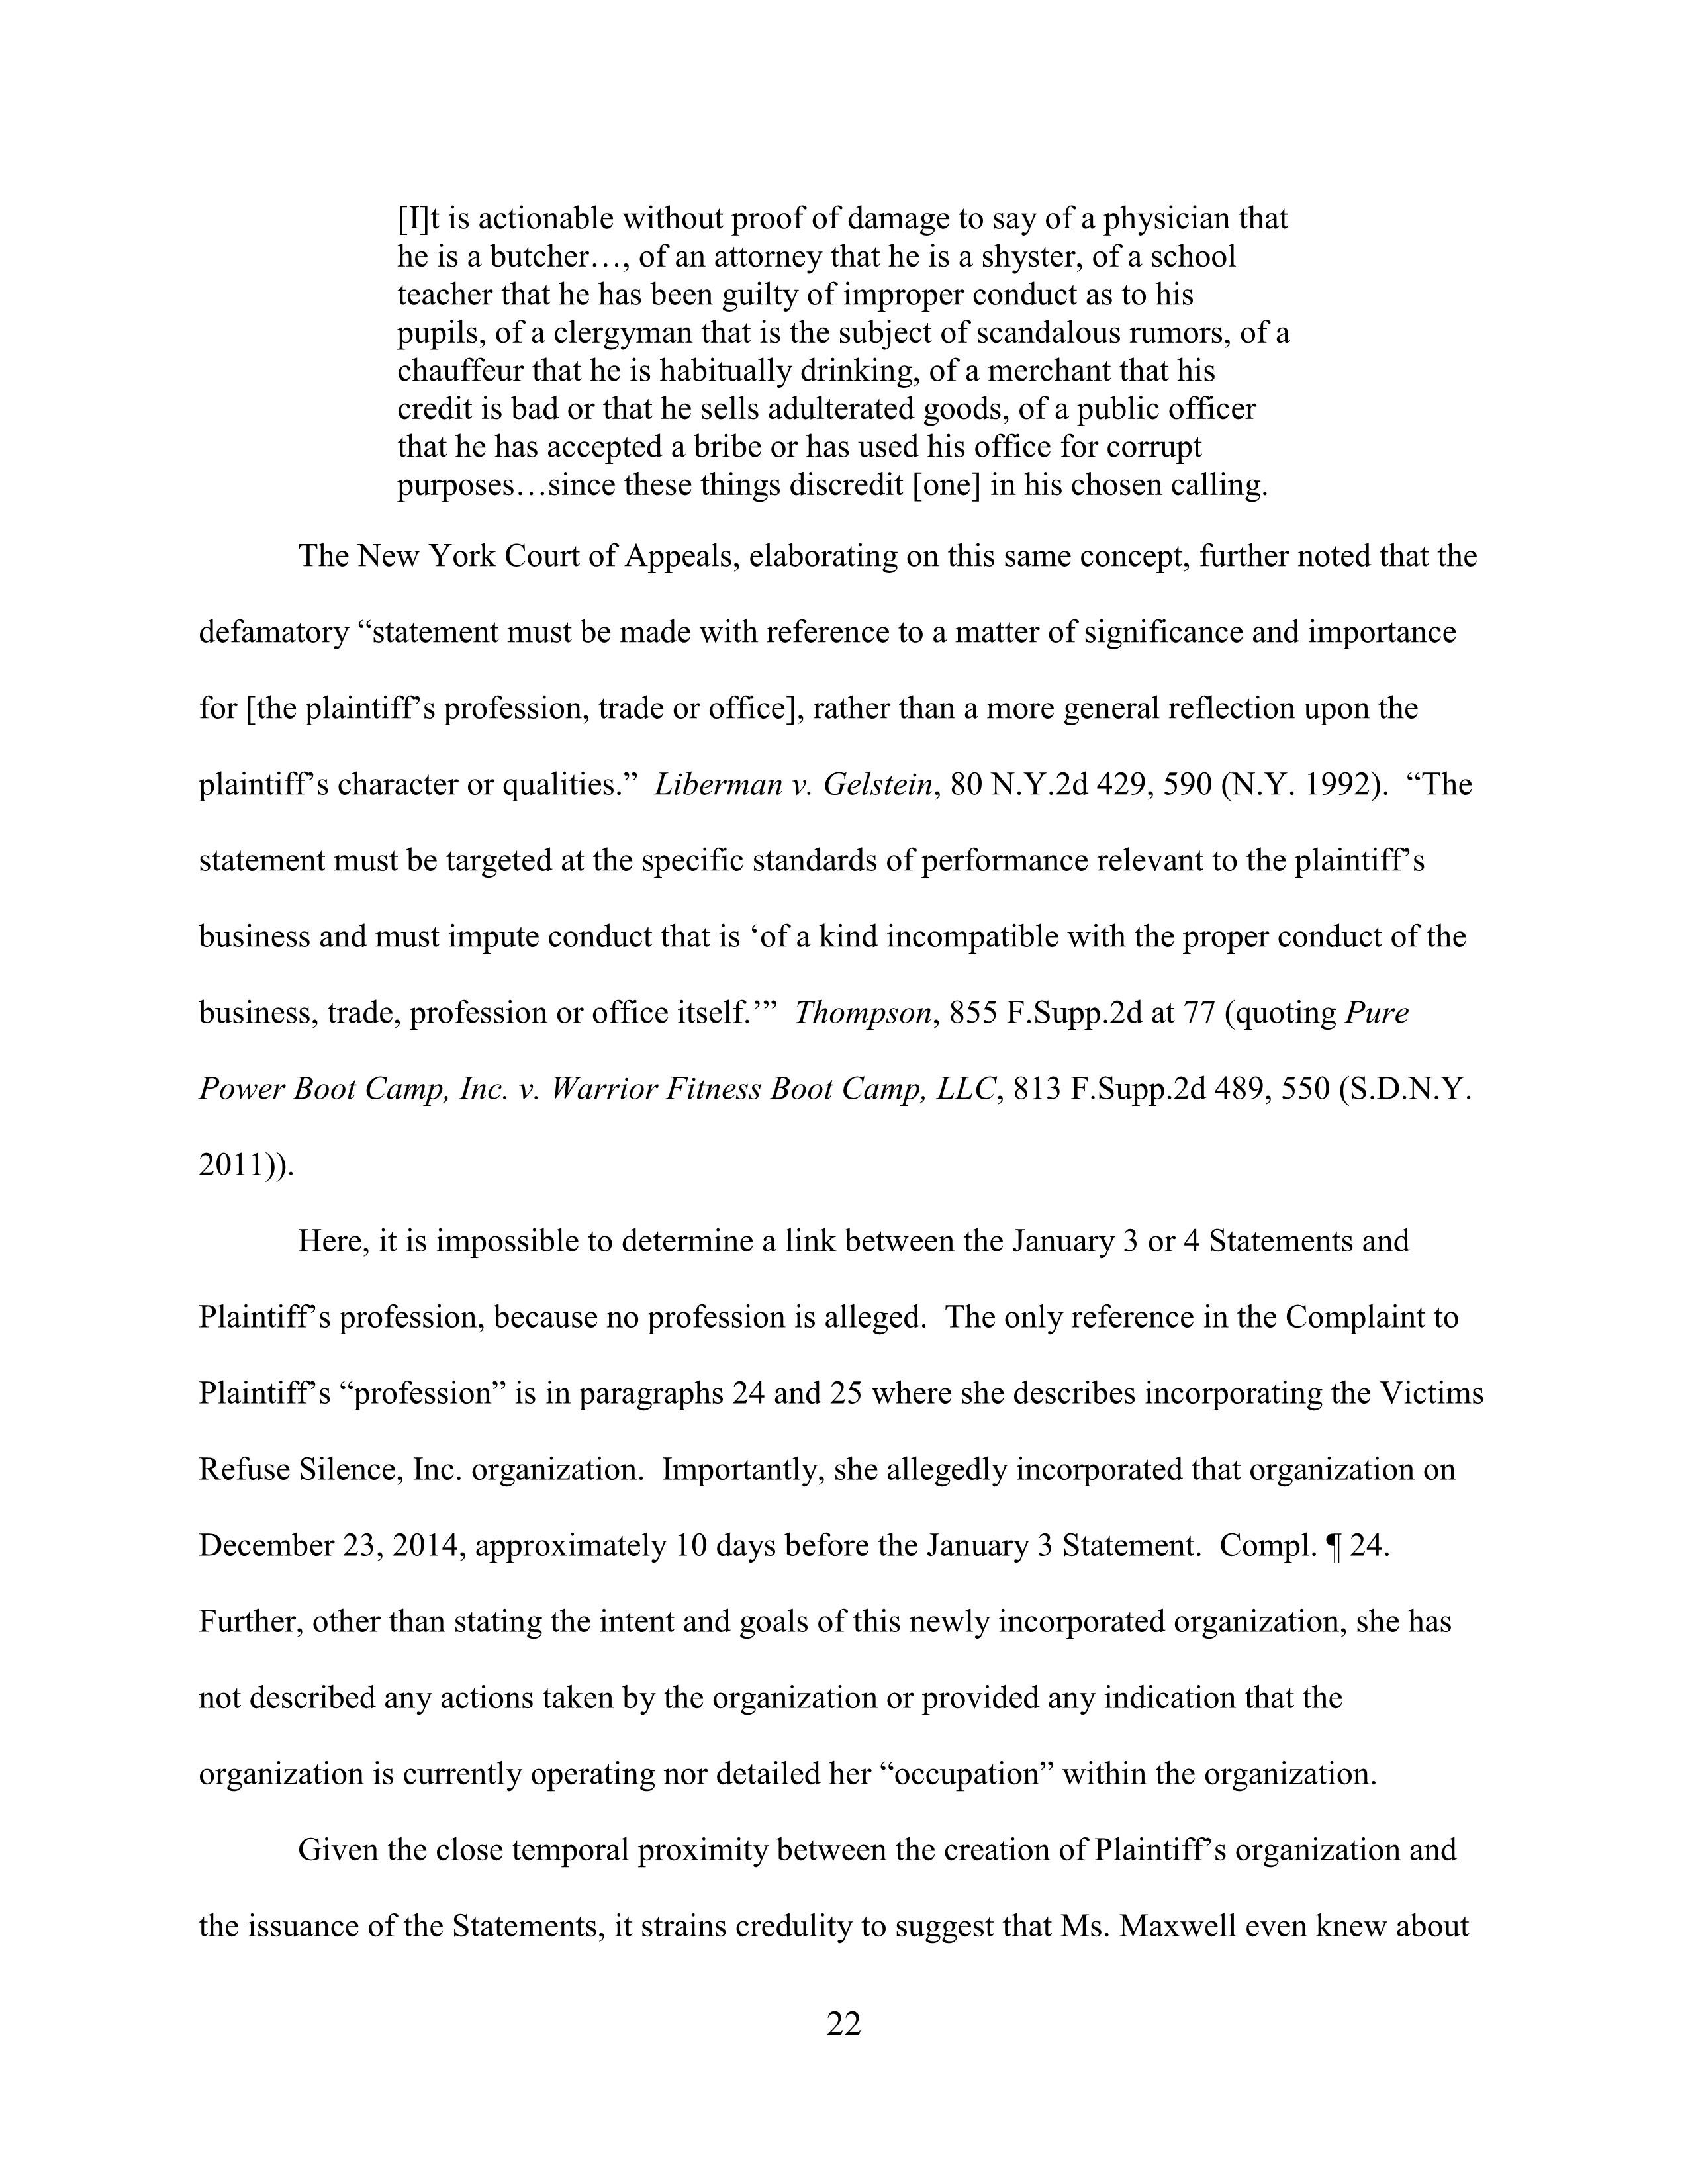 [I]t is actionable without proof of damage to say of a physician that
he is a butcher…, of an attorney that he is a shyster, of a school
teacher that he has been guilty of improper conduct as to his
pupils, of a clergyman that is the subject of scandalous rumors, of a
chauffeur that he is habitually drinking, of a merchant that his
credit is bad or that he sells adulterated goods, of a public officer
that he has accepted a bribe or has used his office for corrupt
purposes…since these things discredit [one] in his chosen calling.
The New York Court of Appeals, elaborating on this same concept, further noted that the
defamatory “statement must be made with reference to a matter of significance and importance
for [the plaintiff’s profession, trade or office], rather than a more general reflection upon the
plaintiff’s character or qualities.” Liberman v. Gelstein, 80 N.Y.2d 429, 590 (N.Y. 1992). “The
statement must be targeted at the specific standards of performance relevant to the plaintiff’s
business and must impute conduct that is ‘of a kind incompatible with the proper conduct of the
business, trade, profession or office itself.’” Thompson, 855 F.Supp.2d at 77 (quoting Pure
Power Boot Camp, Inc. v. Warrior Fitness Boot Camp, LLC, 813 F.Supp.2d 489, 550 (S.D.N.Y.
2011)).
Here, it is impossible to determine a link between the January 3 or 4 Statements and
Plaintiff’s profession, because no profession is alleged. The only reference in the Complaint to
Plaintiff’s “profession” is in paragraphs 24 and 25 where she describes incorporating the Victims
Refuse Silence, Inc. organization. Importantly, she allegedly incorporated that organization on
December 23, 2014, approximately 10 days before the January 3 Statement. Compl. ¶ 24.
Further, other than stating the intent and goals of this newly incorporated organization, she has
not described any actions taken by the organization or provided any indication that the
organization is currently operating nor detailed her “occupation” within the organization.
Given the close temporal proximity between the creation of Plaintiff’s organization and
the issuance of the Statements, it strains credulity to suggest that Ms. Maxwell even knew about
22